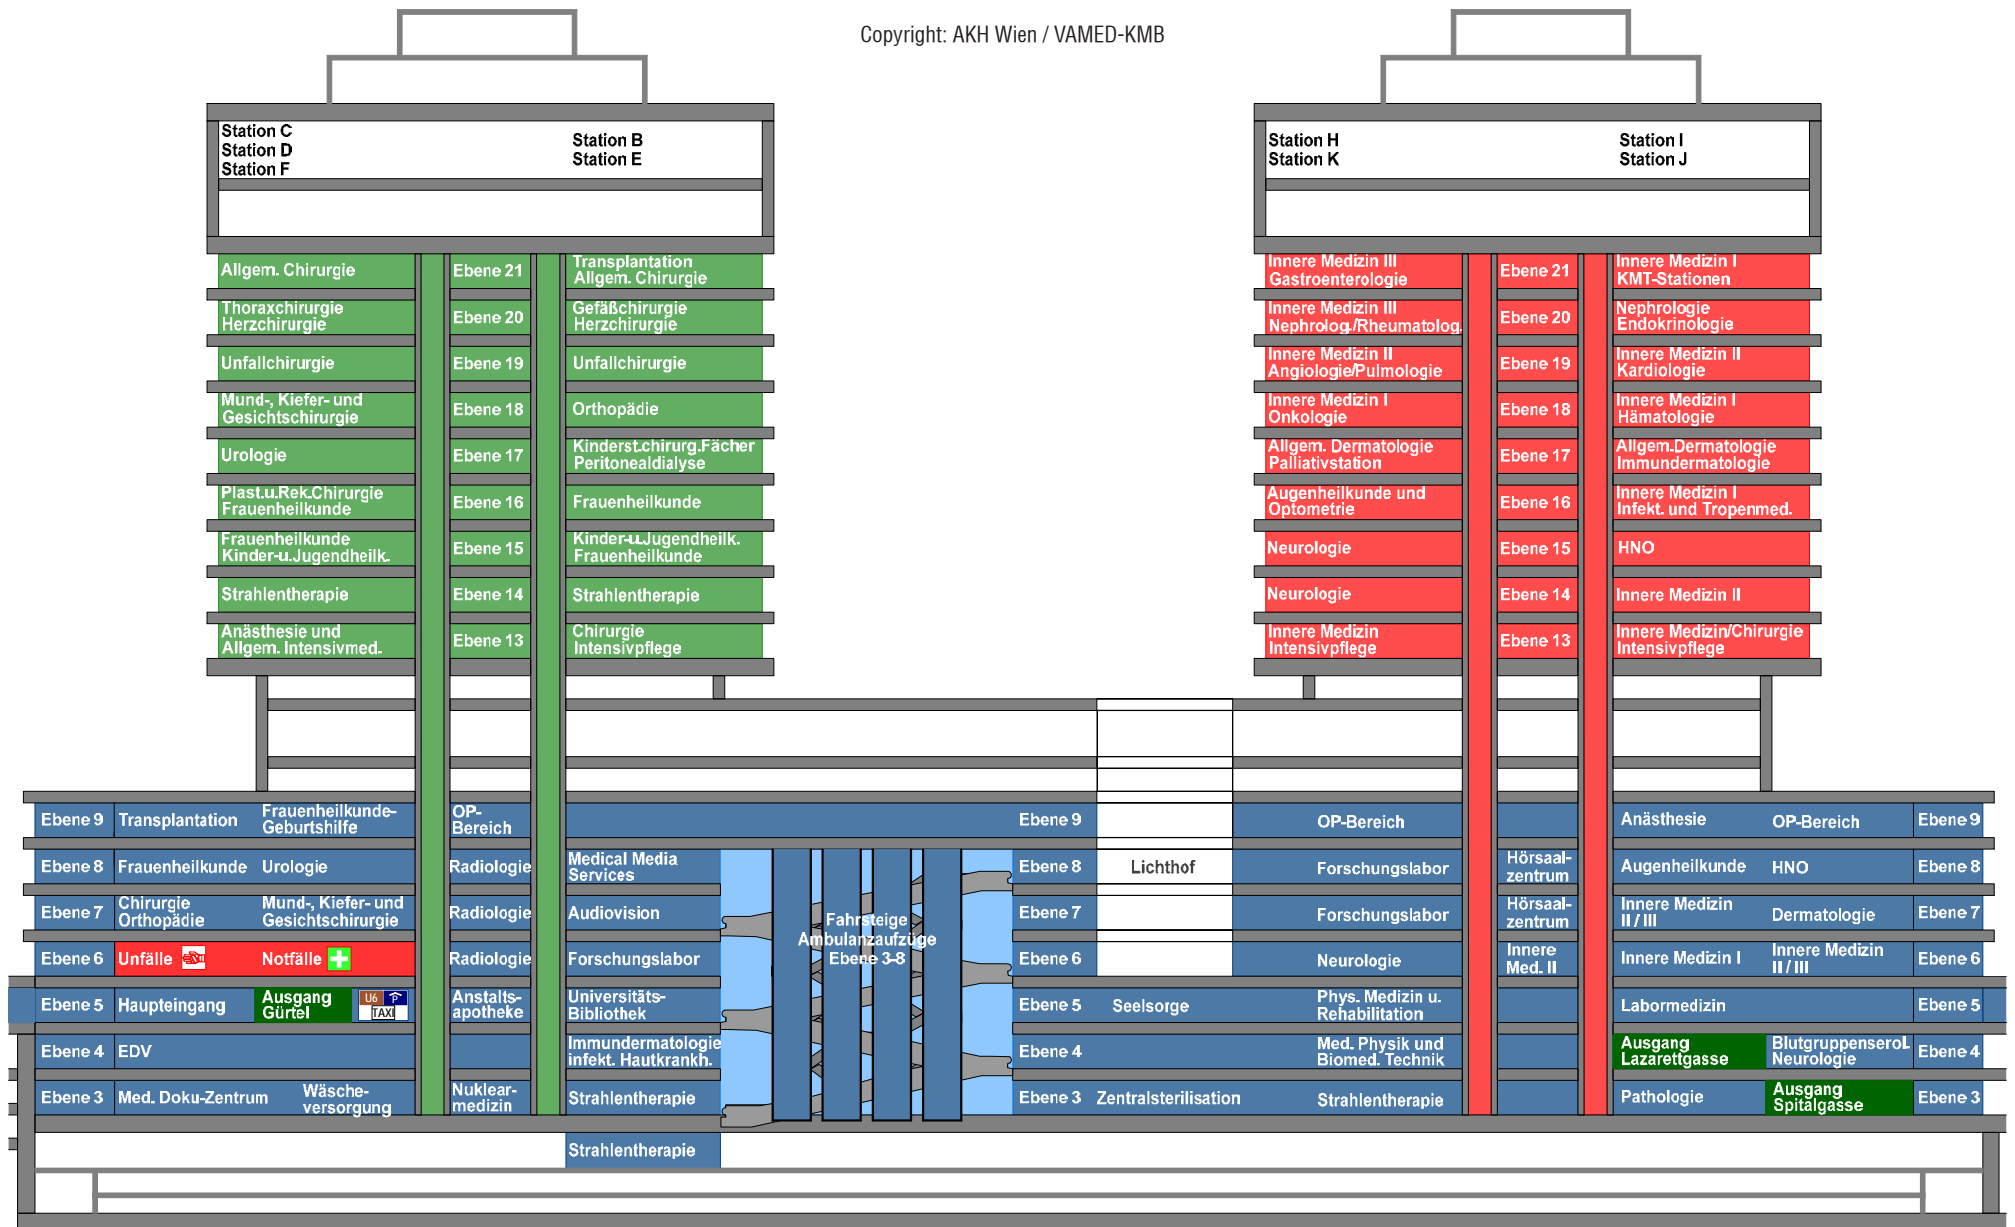 Copyright: AKH Wien / VAMED-KMB
Station C
Station D
Station F
Station B
Station E
Station H
Station K
Station I
Station J
Allgem. Chirurgie
Ebene 21
Transplantation
Allgem. Chirurgie
Thoraxchirurgie
Herzchirurgie
Ebene 20
Gefäßchirurgie
Herzchirurgie
Unfallchirurgie
Ebene 19
Unfallchirurgie
Mund-, Kiefer- und
Gesichtschirurgie
Ebene 18
Orthopädie
Urologie
Ebene 17
Kinderst.chirurg.Fächer
Peritonealdialyse
Plast.u.Rek.Chirurgie
Frauenheilkunde
Ebene 16
Frauenheilkunde
Frauenheilkunde
Kinder-u.Jugendheilk.
Ebene 15
Kinder-u.Jugendheilk.
Frauenheilkunde
Strahlentherapie
Ebene 14
Strahlentherapie
Anästhesie und
Allgem. Intensivmed.
Ebene 13
Chirurgie
Intensivpflege
Innere Medizin III
Gastroenterologie
Ebene 21
Innere Medizin I
KMT-Stationen
Innere Medizin III
Nephrolog./Rheumatolog.
Ebene 20
Nephrologie
Endokrinologie
Innere Medizin II
Angiologie/Pulmologie
Ebene 19
Innere Medizin II
Kardiologie
Innere Medizin I
Onkologie
Ebene 18
Innere Medizin I
Hämatologie
Allgem. Dermatologie
Palliativstation
Ebene 17
Allgem.Dermatologie
Immundermatologie
Augenheilkunde und
Optometrie
Ebene 16
Innere Medizin I
Infekt. und Tropenmed.
Neurologie
Ebene 15
HNO
Neurologie
Ebene 14
Innere Medizin II
Innere Medizin
Intensivpflege
Ebene 13
Innere Medizin/Chirurgie
Intensivpflege
Ebene 9
Transplantation
Frauenheilkunde-
Geburtshilfe
OP-
Bereich
Ebene 9
OP-Bereich
Anästhesie
OP-Bereich
Ebene 9
Ebene 8
Frauenheilkunde
Urologie
Radiologie
Medical Media
Services
Ebene 8
Lichthof
Forschungslabor
Hörsaal-
zentrum
Augenheilkunde
HNO
Ebene 8
Ebene 7
Chirurgie
Orthopädie
Mund-, Kiefer- und
Gesichtschirurgie
Radiologie
Audiovision
Fahrsteige
Ambulanzaufzüge
Ebene 3-8
Ebene 7
Forschungslabor
Hörsaal-
zentrum
Innere Medizin
II / III
Dermatologie
Ebene 7
Ebene 6
Unfälle
Notfälle
Radiologie
Forschungslabor
Ebene 6
Neurologie
Innere
Med. II
Innere Medizin I
Innere Medizin
II / III
Ebene 6
Ebene 5
Haupteingang
Ausgang
Gürtel
U6
P
TAXI
Anstalts-
apotheke
Universitäts-
Bibliothek
Ebene 5
Seelsorge
Phys. Medizin u.
Rehabilitation
Labormedizin
Ebene 5
Ebene 4
EDV
Immundermatologie
infekt. Hautkrankh.
Ebene 4
Med. Physik und
Biomed. Technik
Ausgang
Lazarettgasse
Blutgruppenserol.
Neurologie
Ebene 4
Ebene 3
Med. Doku-Zentrum
Wäsche-
versorgung
Nuklear-
medizin
Strahlentherapie
Ebene 3
Zentralsterilisation
Strahlentherapie
Pathologie
Ausgang
Spitalgasse
Ebene 3
Strahlentherapie